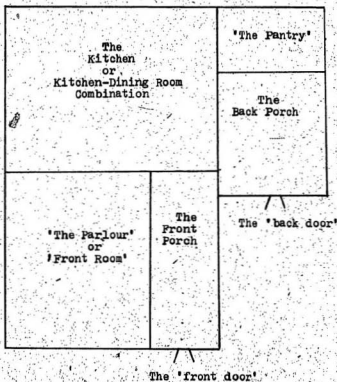 The
Kitchen
or
Kitchen-Dining Room
Combination
'The Pantry'
The
Back Porch
The 'back door'
'The Parlour'
or
'Front Room'
The
Front
Porch
The 'front door'